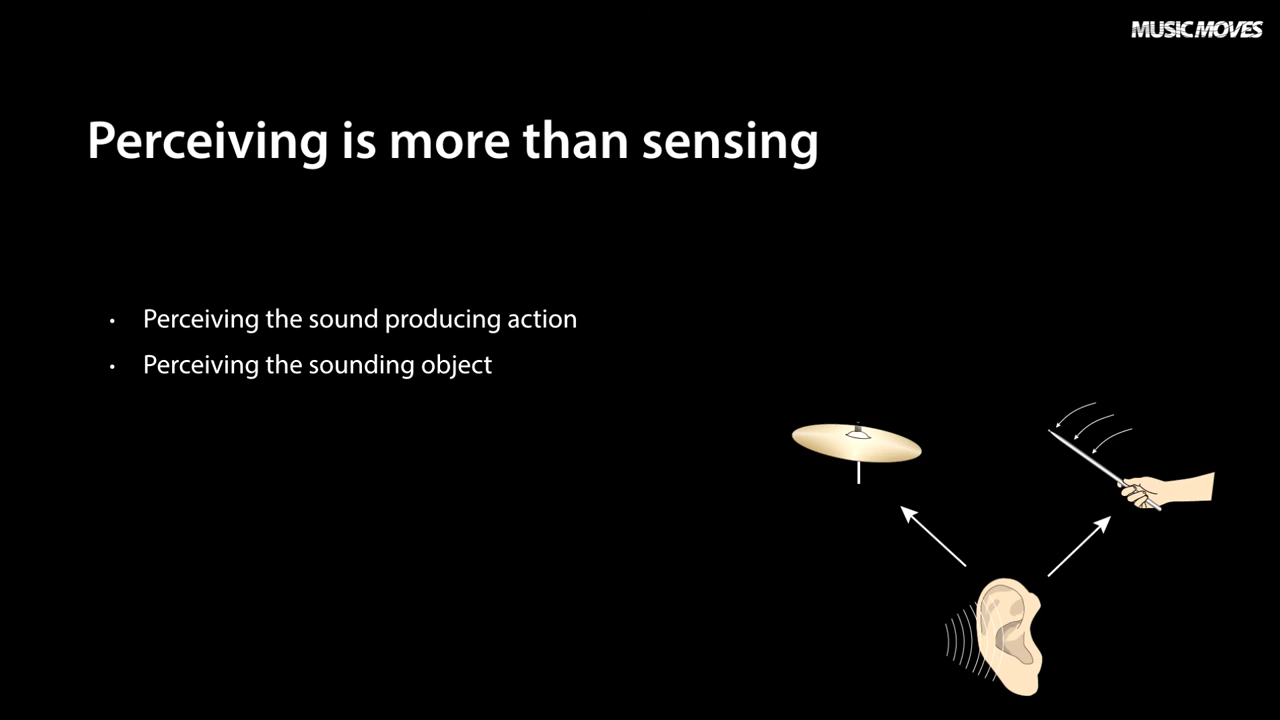 MUSIC MOVES
Perceiving is more than sensing
• Perceiving the sound producing action
• Perceiving the sounding object